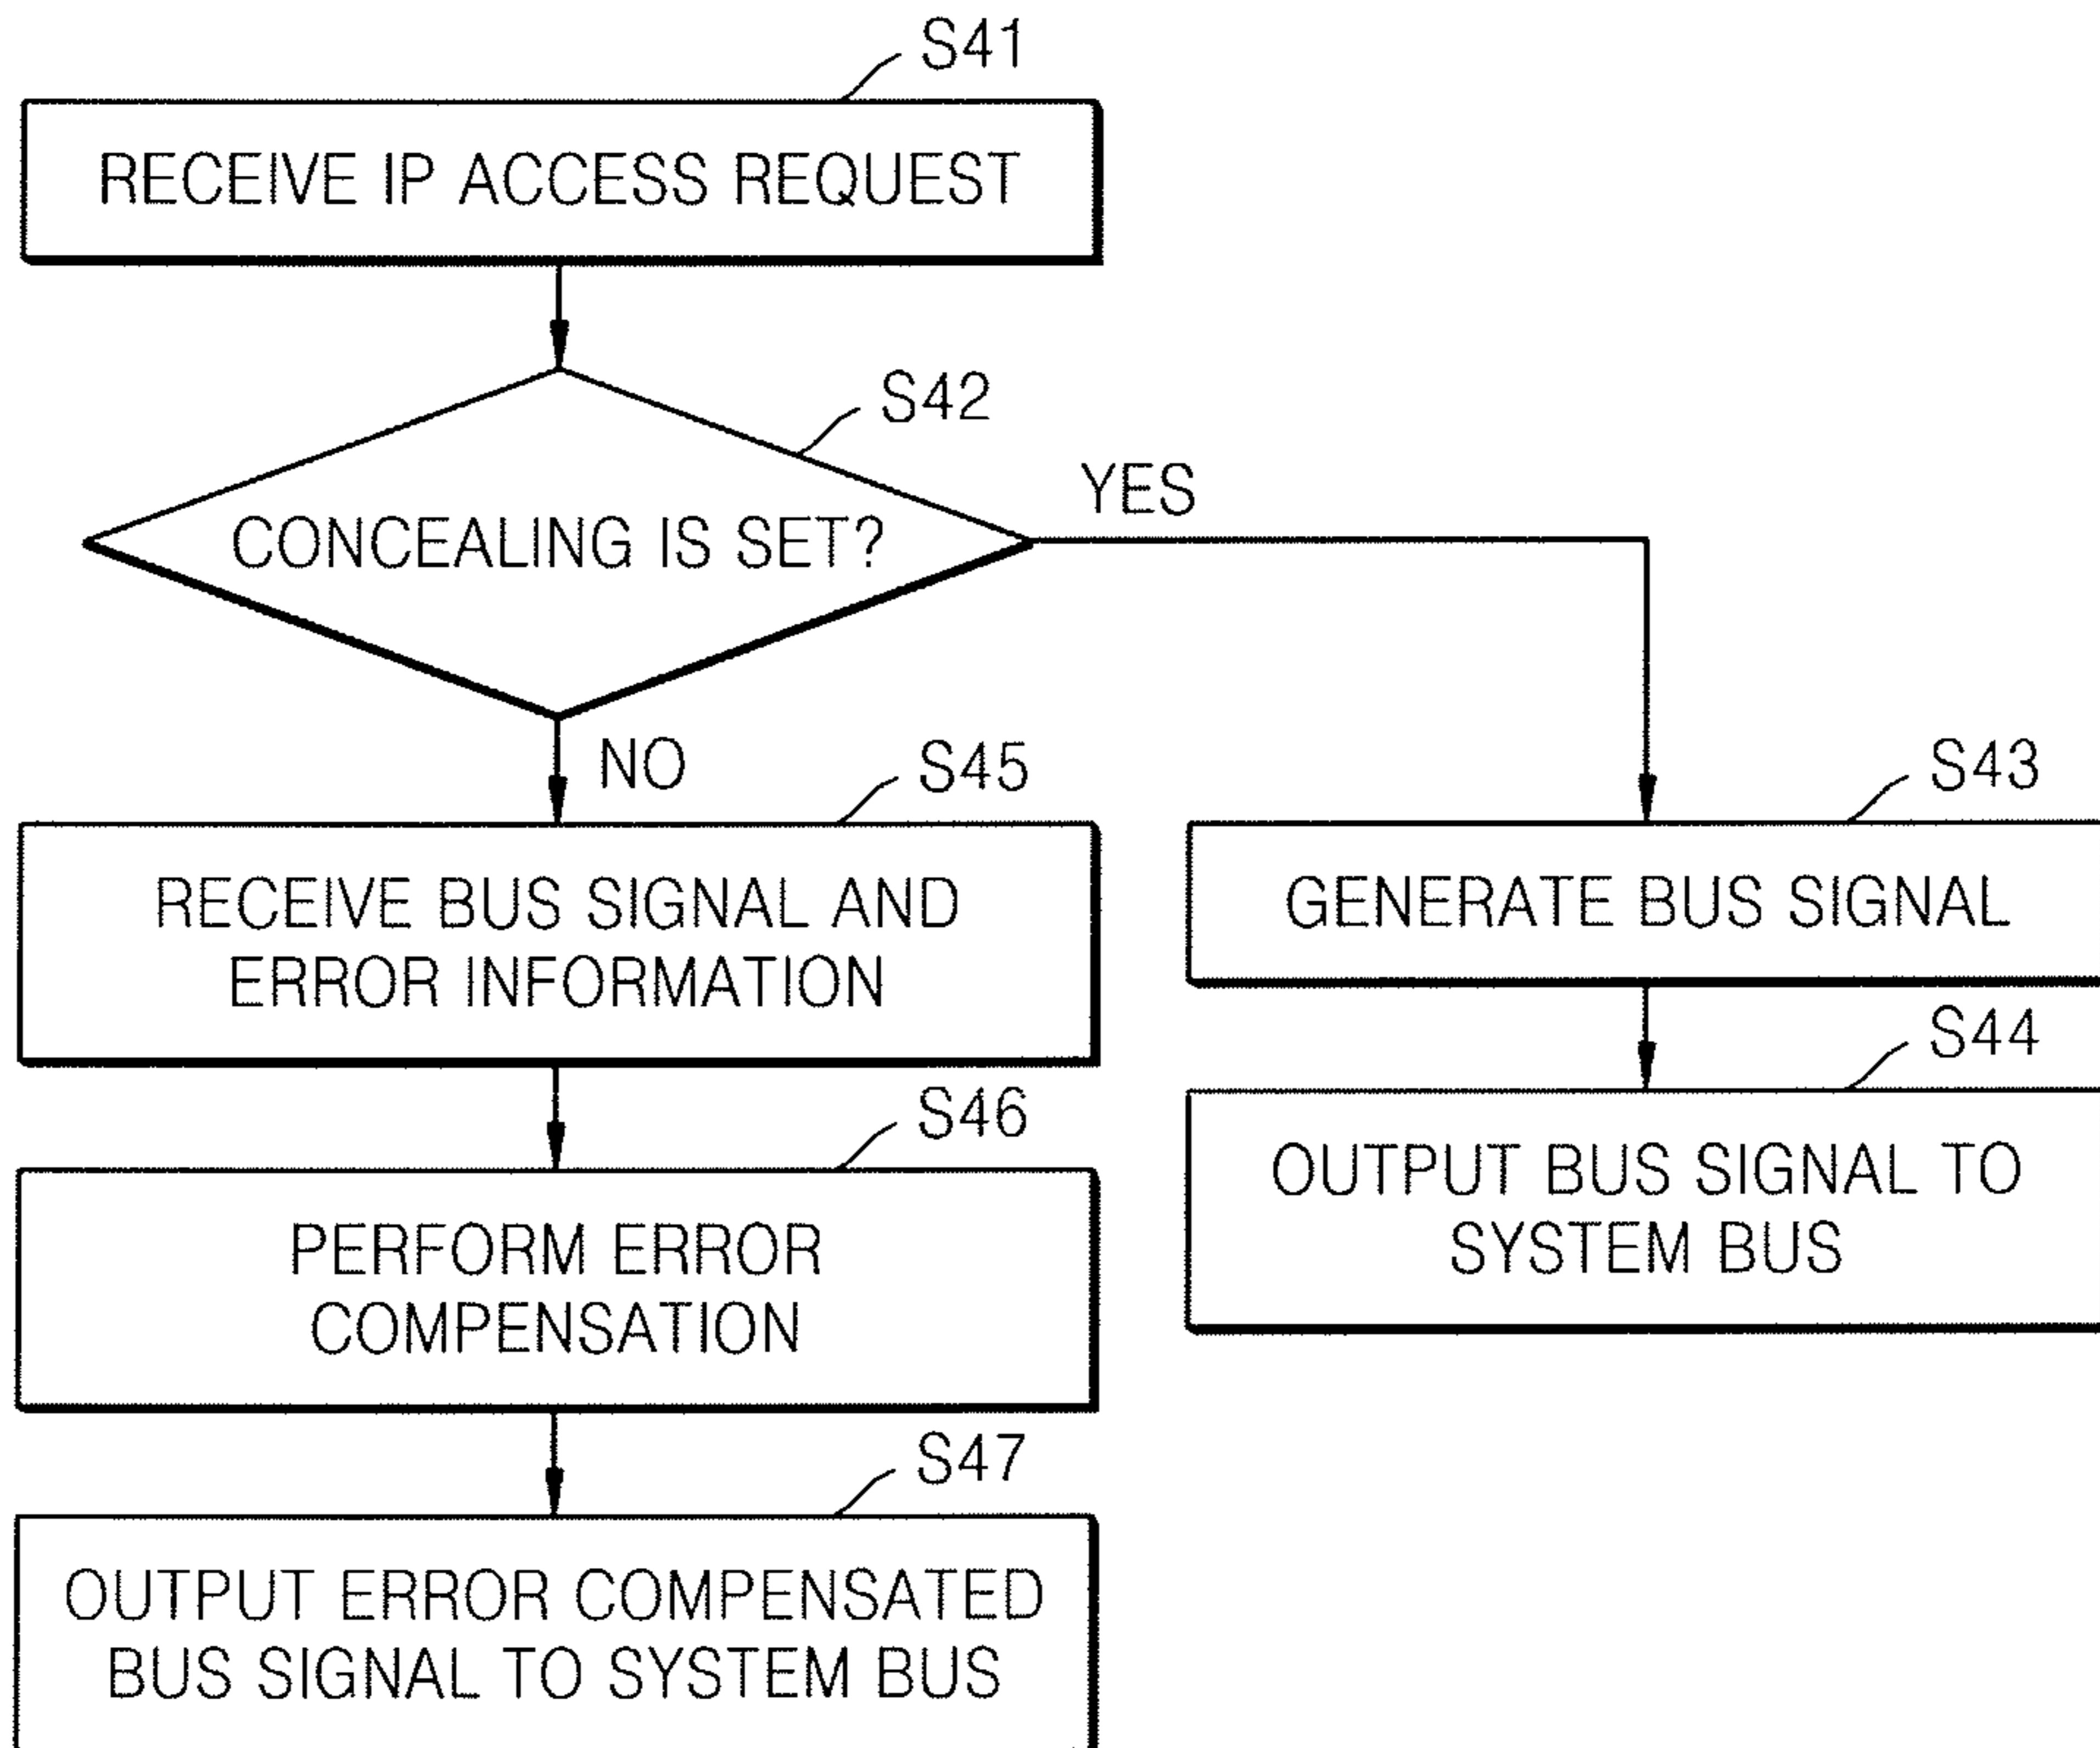 S41
RECEIVE IP ACCESS REQUEST
S42
CONCEALING IS SET?
YES
NO
S45
RECEIVE BUS SIGNAL AND
ERROR INFORMATION
S43
GENERATE BUS SIGNAL
S44
OUTPUT BUS SIGNAL TO
SYSTEM BUS
S46
PERFORM ERROR
COMPENSATION
S47
OUTPUT ERROR COMPENSATED
BUS SIGNAL TO SYSTEM BUS